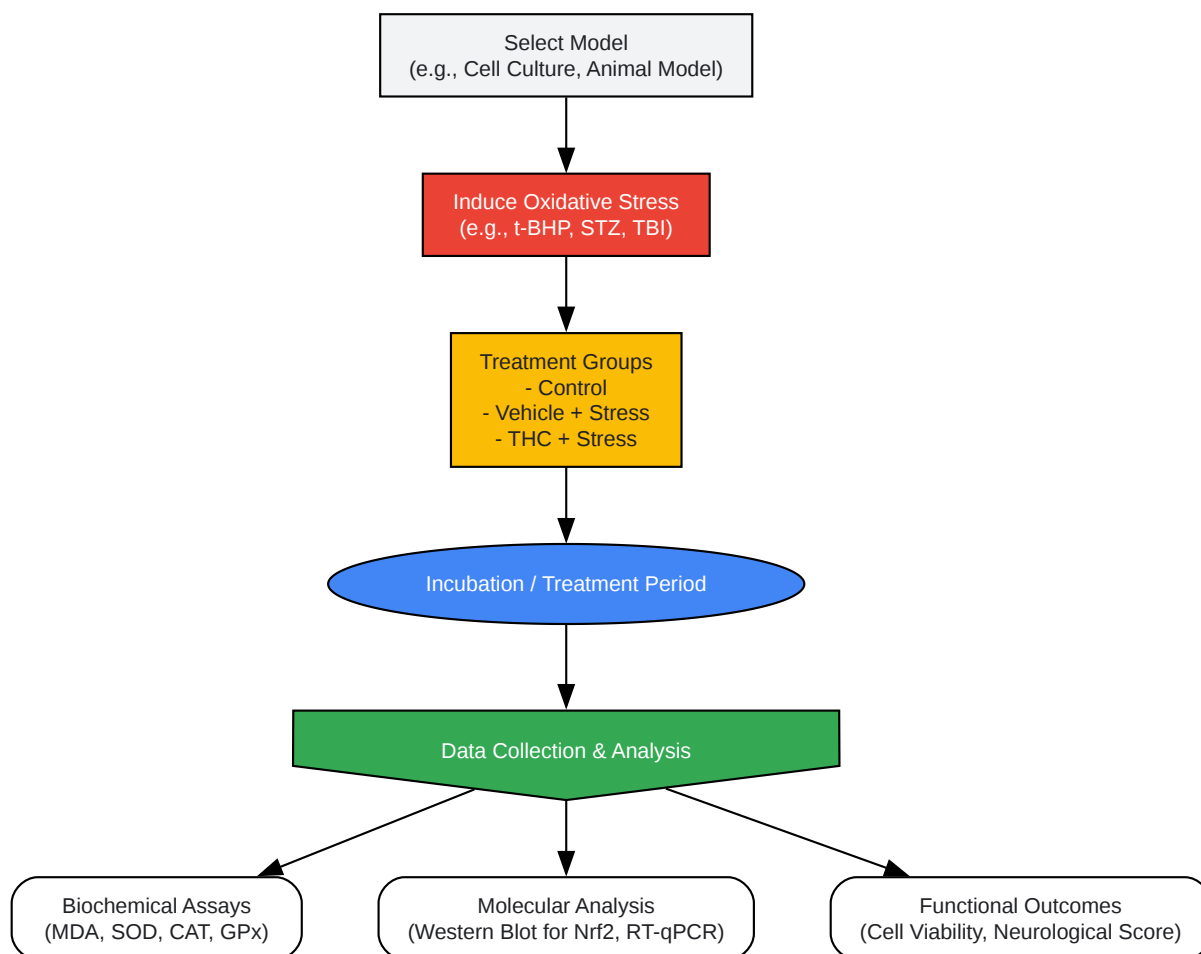 Select Model
(e.g., Cell Culture, Animal Model)
Induce Oxidative Stress
(e.g., t-BHP, STZ, TBI)
Treatment Groups
- Control
- Vehicle + Stress
- THC + Stress
Incubation / Treatment Period
Data Collection & Analysis
Biochemical Assays
(MDA, SOD, CAT, GPx)
Molecular Analysis
(Western Blot for Nrf2, RT-qPCR)
Functional Outcomes
(Cell Viability, Neurological Score)